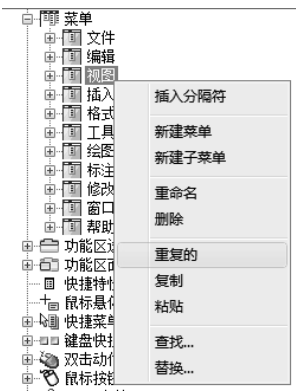 菜单
文件
编辑
视图
插入
格式
工具
绘图
标注
修改
窗口
帮助
功能区
功能区
快捷特
鼠标悬
快捷菜
键盘快
双击动
鼠标按
插入分隔符
新建菜单
新建子菜单
重命名
删除
重复的
复制
粘贴
查找...
替换...